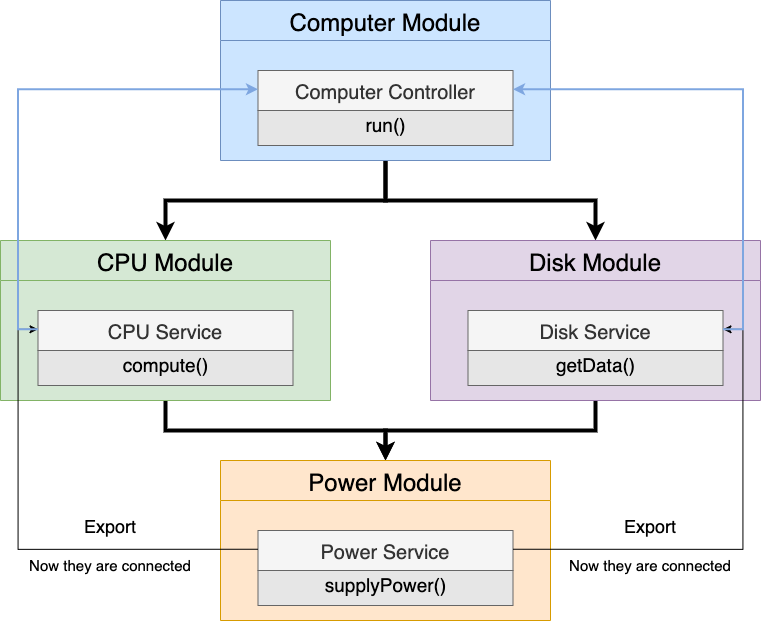 Computer Module
Computer Controller
run()
CPU Module
Disk Module
CPU Service
compute()
Disk Service
getData()
Power Module
Export
Export
Power Service
Now they are connected
Now they are connected
supplyPower()